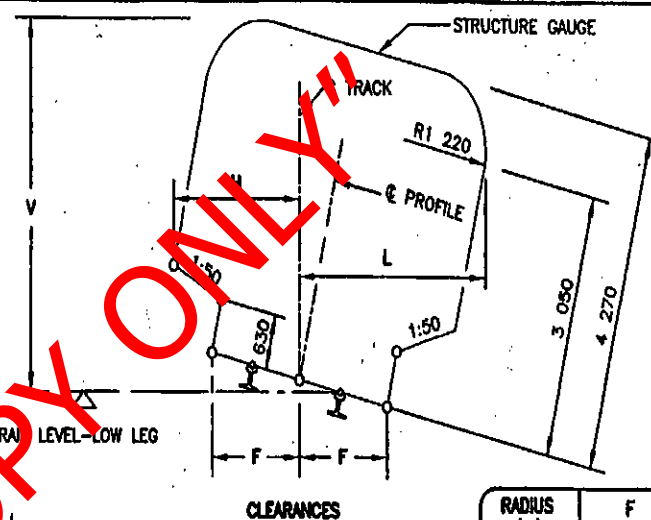 STRUCTURE GAUGE
TRACK
R1 220
H
V
℄ PROFILE
L
1:50
1:50
630
3 050
4 270
LEVEL-LOW LEG
F
F
CLEARANCES
RADIUS
F
PY ONLY"